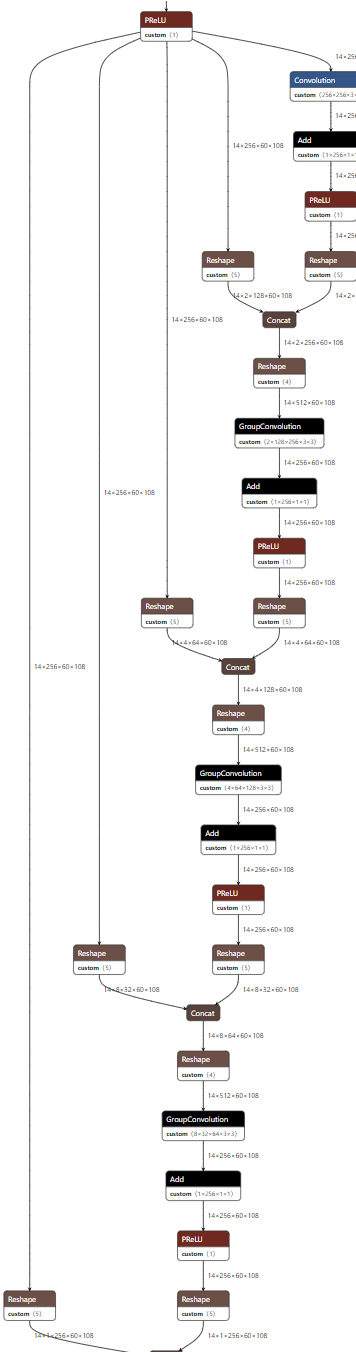 PReLU
custom (1)
14×256
Convolution
custom (256×256×3×
14×256
Add
custom (1×256×1×1
14×256×60×108
14×256
PReLU
custom (1)
14×256
Reshape
custom (5)
Reshape
custom (5)
14×2×128×60×108
14×2×
Concat
14×256×60×108
14×2×256×60×108
Reshape
custom (4)
14×512×60×108
GroupConvolution
custom (2×128×256×3×3)
14×256×60×108
Add
custom (1×256×1×1)
14×256×60×108
14×256×60×108
PReLU
custom (1)
14×256×60×108
Reshape
custom (5)
Reshape
custom (5)
14×4×64×60×108
14×4×64×60×108
Concat
14×256×60×108
14×4×128×60×108
Reshape
custom (4)
14×512×60×108
GroupConvolution
custom (4×64×128×3×3)
14×256×60×108
Add
custom (1×256×1×1)
14×256×60×108
PReLU
custom (1)
14×256×60×108
Reshape
custom (5)
Reshape
custom (5)
14×8×32×60×108
14×8×32×60×108
Concat
14×8×64×60×108
Reshape
custom (4)
14×512×60×108
GroupConvolution
custom (8×32×64×3×3)
14×256×60×108
Add
custom (1×256×1×1)
14×256×60×108
PReLU
custom (1)
14×256×60×108
Reshape
custom (5)
Reshape
custom (5)
14×1×256×60×108
14×1×256×60×108